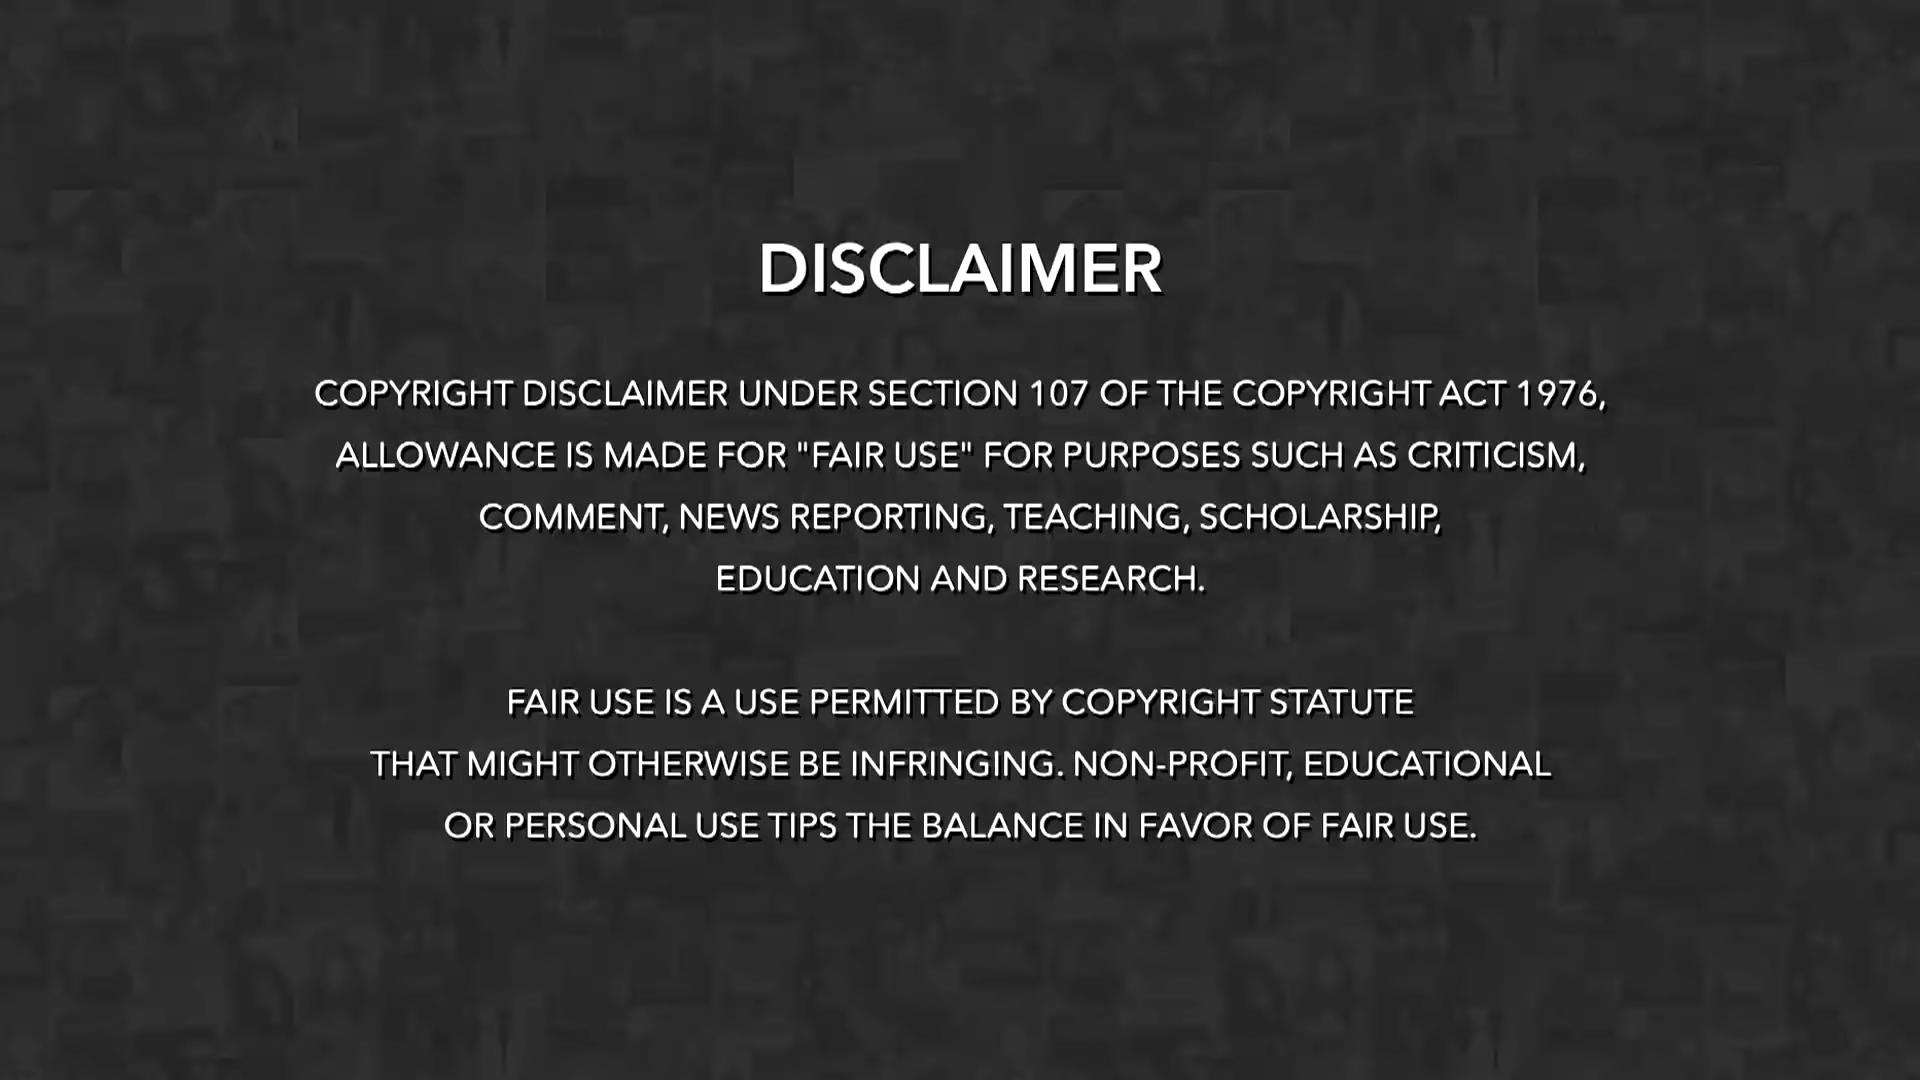 DISCLAIMER
COPYRIGHT DISCLAIMER UNDER SECTION 107 OF THE COPYRIGHT ACT 1976,
ALLOWANCE IS MADE FOR "FAIR USE" FOR PURPOSES SUCH AS CRITICISM,
COMMENT, NEWS REPORTING, TEACHING, SCHOLARSHIP,
EDUCATION AND RESEARCH.
FAIR USE IS A USE PERMITTED BY COPYRIGHT STATUTE
THAT MIGHT OTHERWISE BE INFRINGING. NON-PROFIT, EDUCATIONAL
OR PERSONAL USE TIPS THE BALANCE IN FAVOR OF FAIR USE.